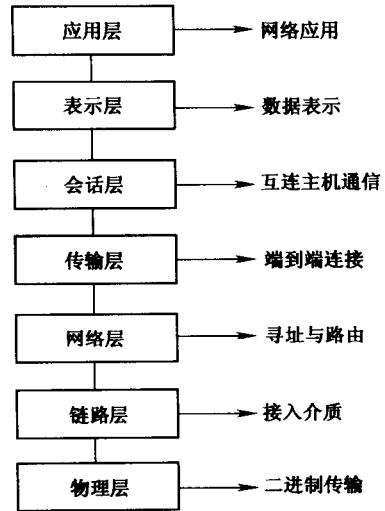 应用层 网络应用
表示层 数据表示
会话层 互连主机通信
传输层 端到端连接
网络层 寻址与路由
链路层 接入介质
物理层 二进制传输